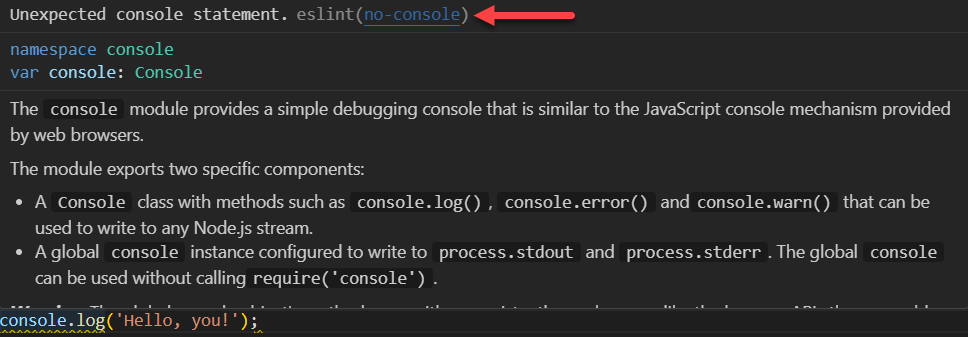 Unexpected console statement. eslint(no-console)
namespace console
var console: Console
The console module provides a simple debugging console that is similar to the JavaScript console mechanism provided
by web browsers.
The module exports two specific components:
• A Console class with methods such as console.log(), console.error() and console.warn() that can be
used to write to any Node.js stream.
• A global console instance configured to write to process.stdout and process.stderr. The global console
can be used without calling require('console').
console.log('Hello, you!');